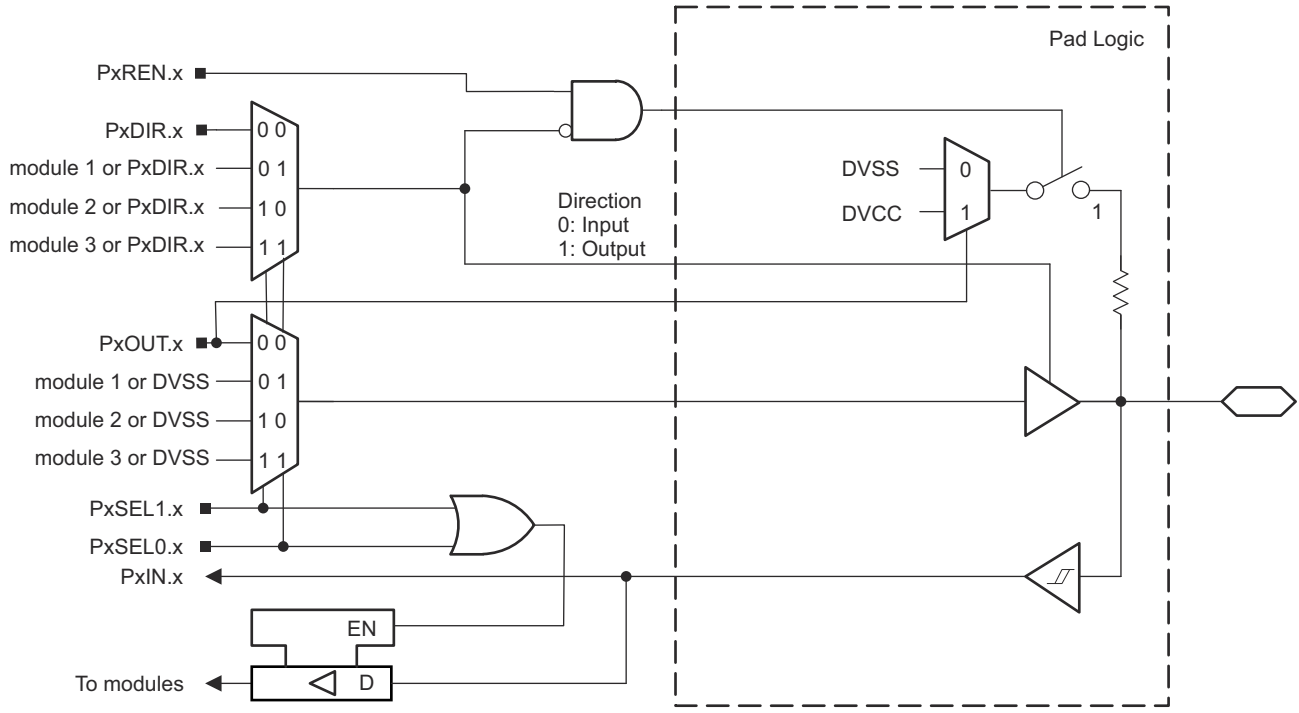 Pad Logic
PxREN.x
PxDIR.x
0 0
module 1 or PxDIR.x
0 1
module 2 or PxDIR.x
1 0
module 3 or PxDIR.x
1 1
Direction
0: Input
1: Output
DVSS
0
DVCC
1
1
PxOUT.x
0 0
module 1 or DVSS
0 1
module 2 or DVSS
1 0
module 3 or DVSS
1 1
PxSEL1.x
PxSEL0.x
PxIN.x
EN
To modules
D